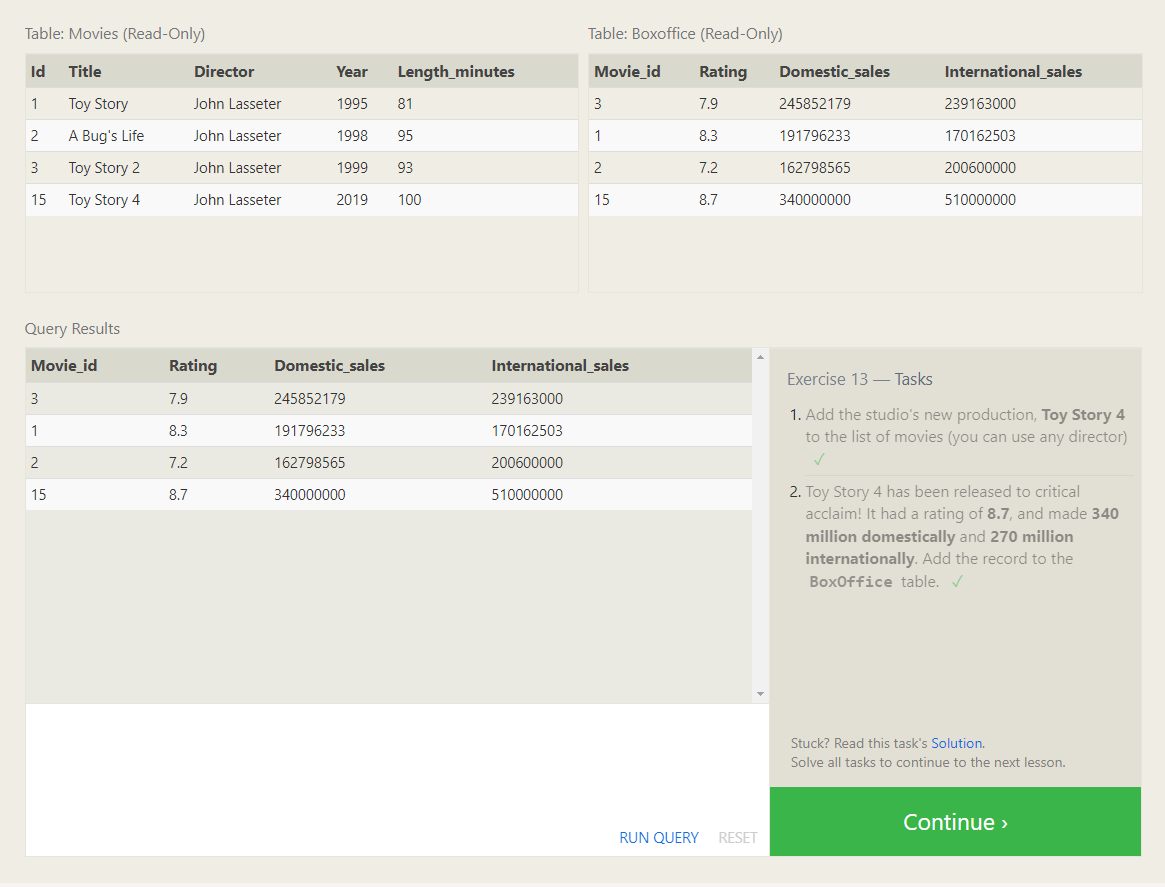 Table: Movies (Read-Only)
Id Title Director Year Length_minutes
1 Toy Story John Lasseter 1995 81
2 A Bug's Life John Lasseter 1998 95
3 Toy Story 2 John Lasseter 1999 93
15 Toy Story 4 John Lasseter 2019 100
Table: Boxoffice (Read-Only)
Movie_id Rating Domestic_sales International_sales
3 7.9 245852179 239163000
1 8.3 191796233 170162503
2 7.2 162798565 200600000
15 8.7 340000000 510000000
Query Results
Movie_id Rating Domestic_sales International_sales
3 7.9 245852179 239163000
1 8.3 191796233 170162503
2 7.2 162798565 200600000
15 8.7 340000000 510000000
RUN QUERY RESET
Exercise 13 — Tasks
1. Add the studio's new production, Toy Story 4
to the list of movies (you can use any director)
✓
2. Toy Story 4 has been released to critical
acclaim! It had a rating of 8.7, and made 340
million domestically and 270 million
internationally. Add the record to the
BoxOffice table. ✓
Stuck? Read this task's Solution.
Solve all tasks to continue to the next lesson.
Continue ›